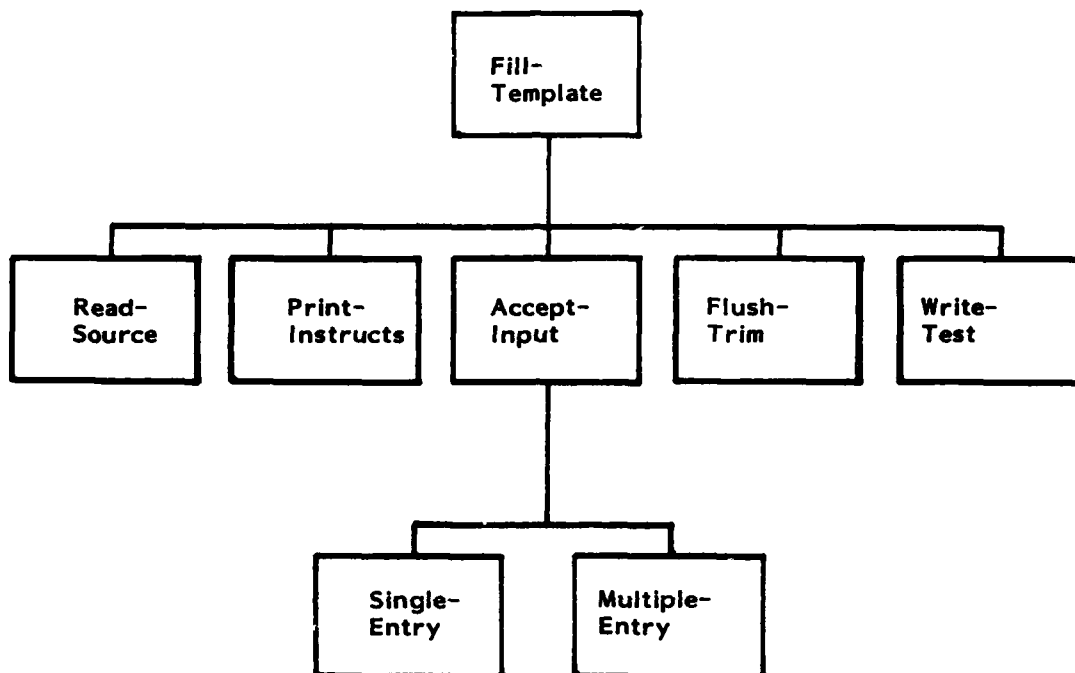 Fill-
Template
Read-
Source
Print-
Instructs
Accept-
Input
Flush-
Trim
Write-
Test
Single-
Entry
Multiple-
Entry